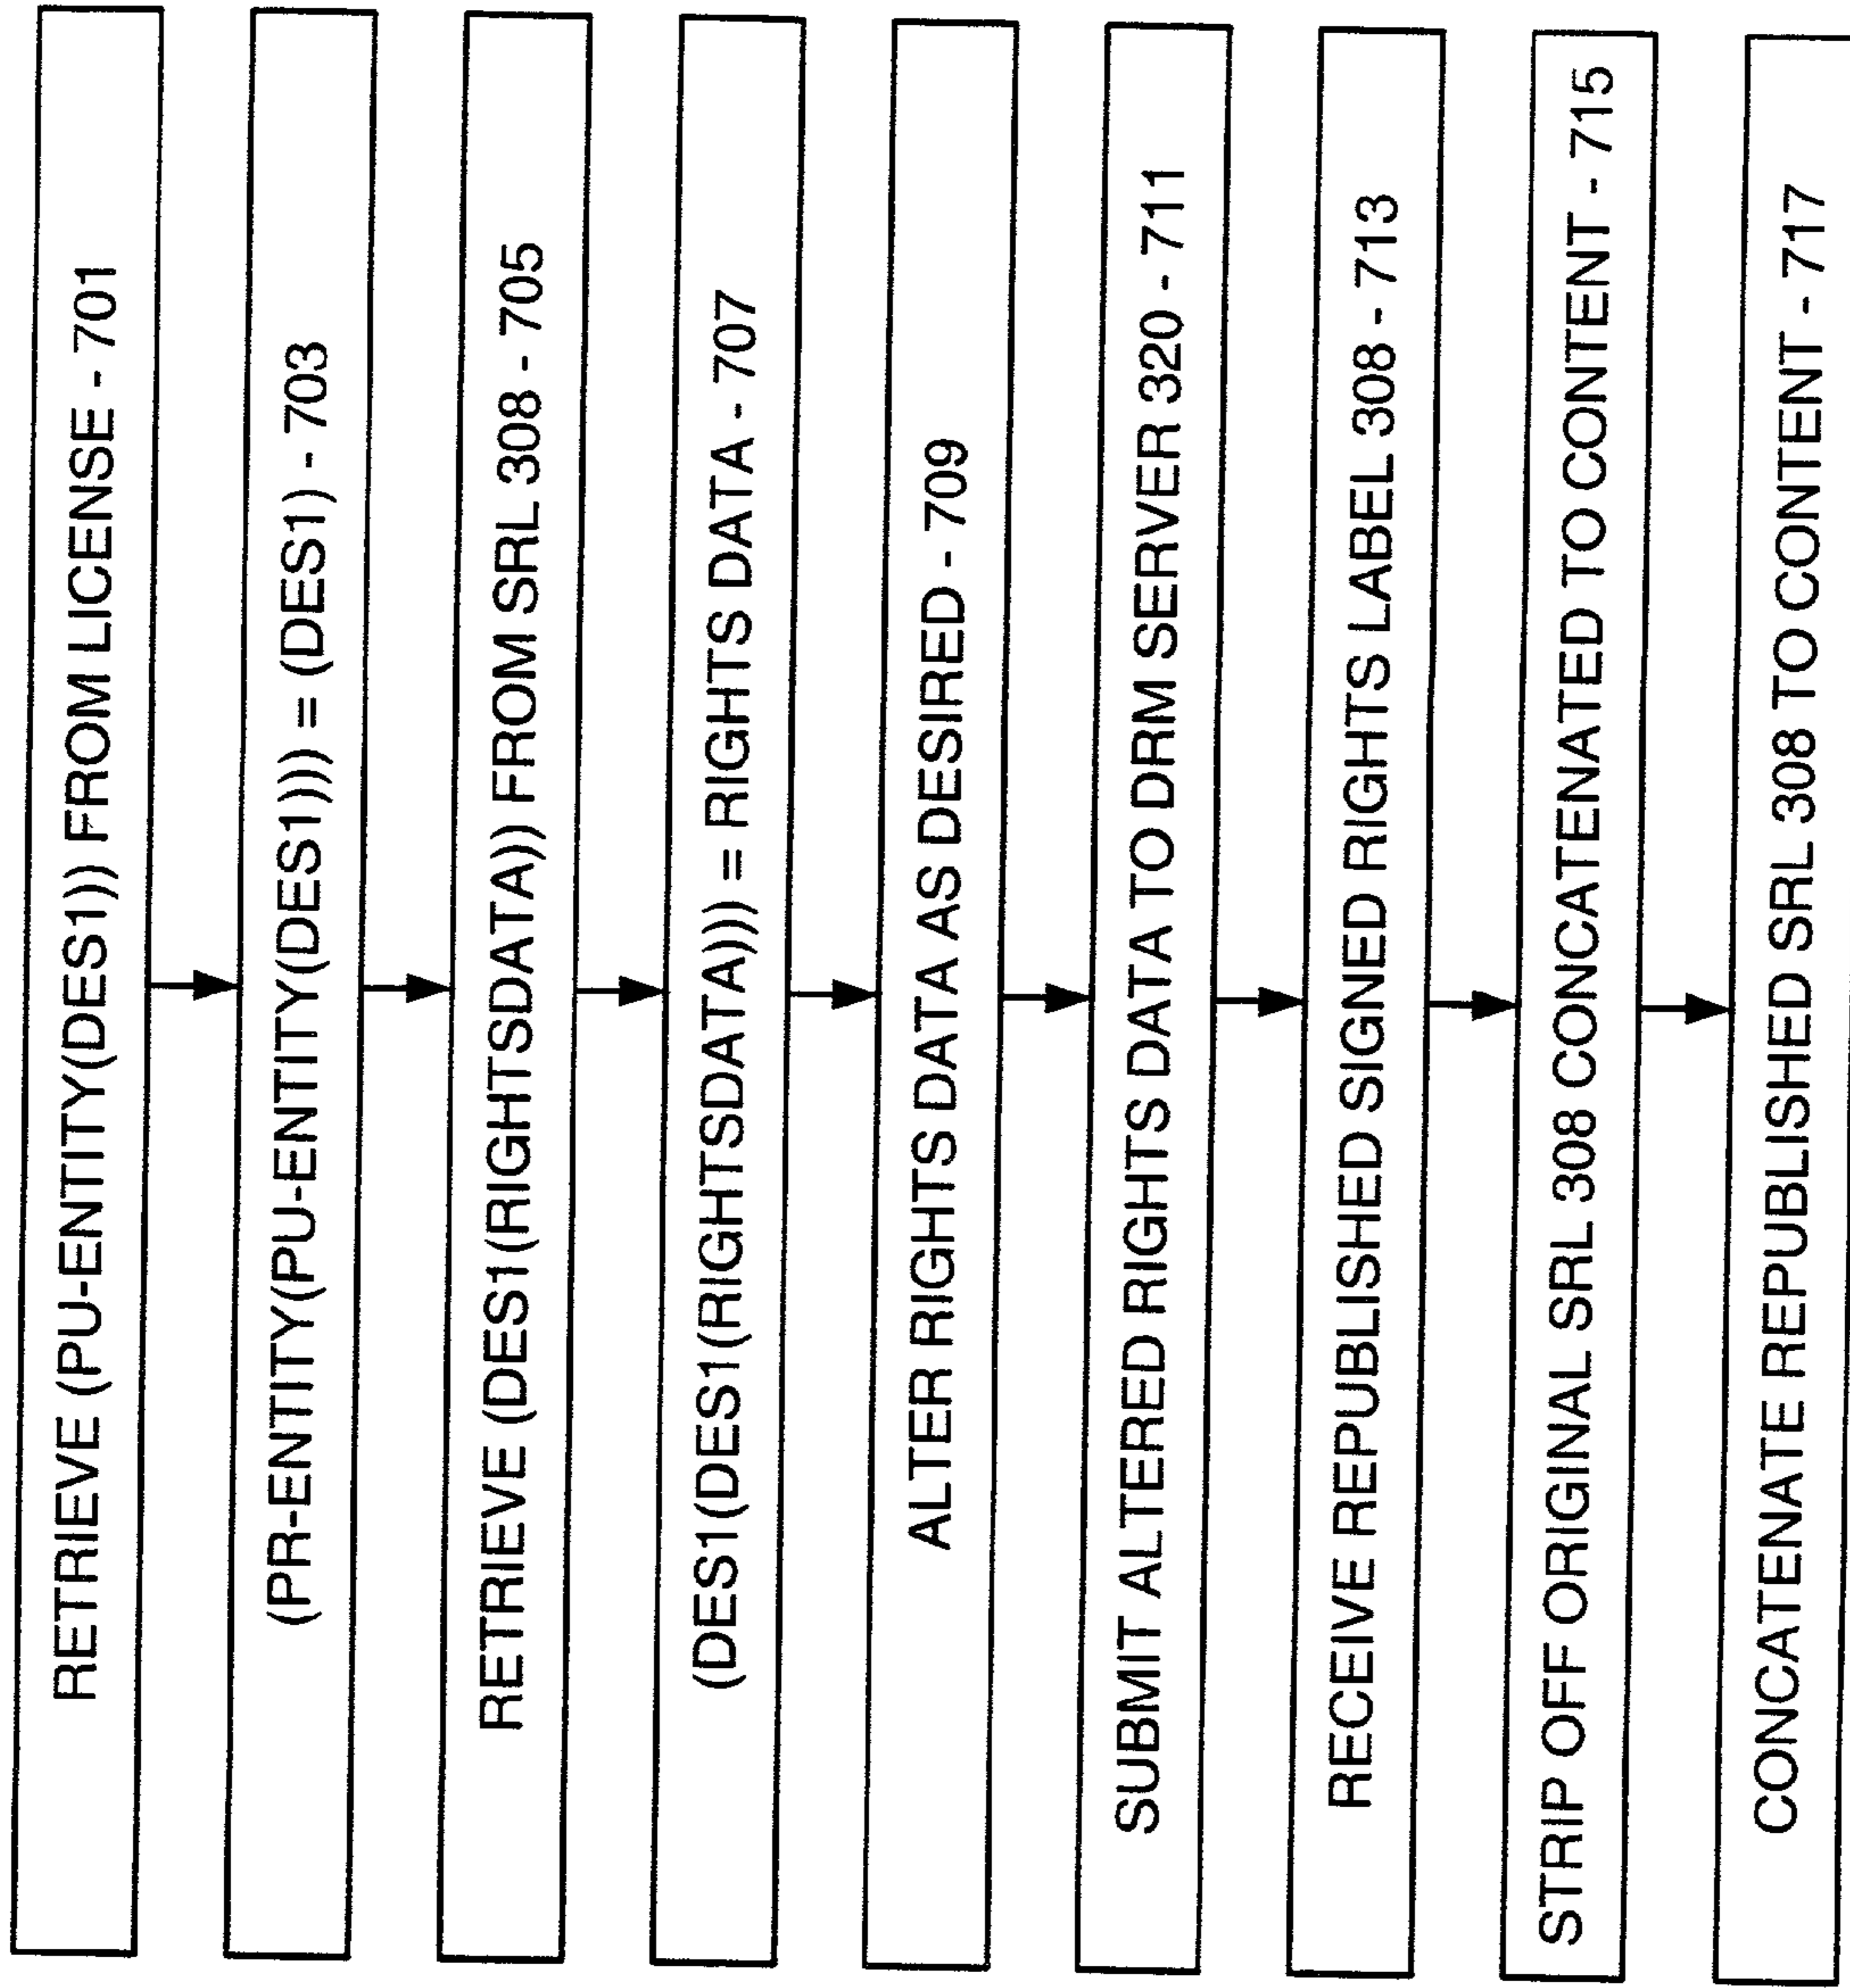 RETRIEVE (PU-ENTITY(DES1)) FROM LICENSE - 701
(PR-ENTITY(PU-ENTITY(DES1))) = (DES1) - 703
RETRIEVE (DES1(RIGHTSDATA)) FROM SRL 308 - 705
(DES1(DES1(RIGHTSDATA))) = RIGHTS DATA - 707
ALTER RIGHTS DATA AS DESIRED - 709
SUBMIT ALTERED RIGHTS DATA TO DRM SERVER 320 - 711
RECEIVE REPUBLISHED SIGNED RIGHTS LABEL 308 - 713
STRIP OFF ORIGINAL SRL 308 CONCATENATED TO CONTENT - 715
CONCATENATE REPUBLISHED SRL 308 TO CONTENT - 717